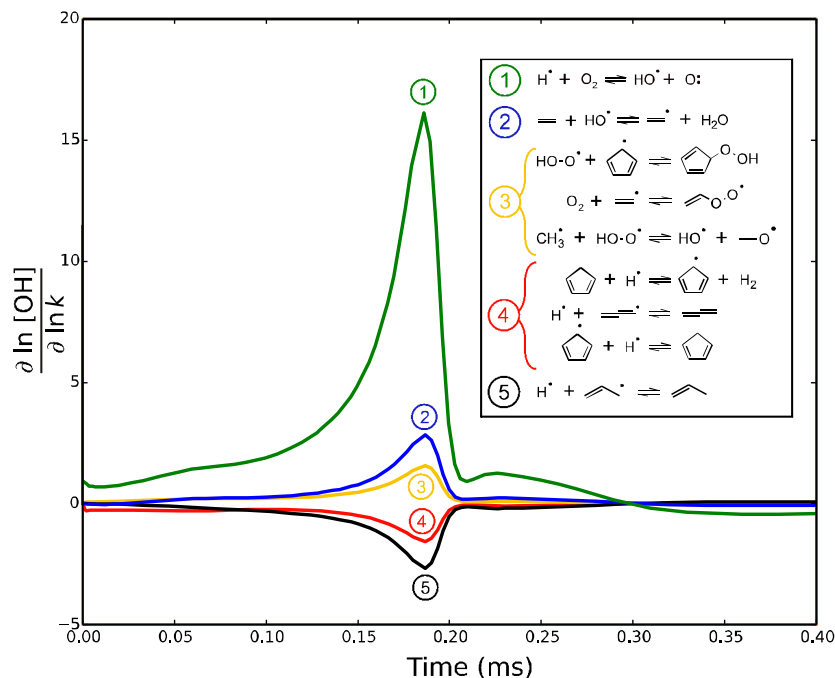 20
15
10
5
0
−5
∂ ln [OH]
∂ ln k
0.00 0.05 0.10 0.15 0.20 0.25 0.30 0.35 0.40
Time (ms)
1
2
3
4
5
1 H• + O2 ⇌ HO• + O:
2 + HO• ⇌ • + H2O
HO-O• + • ⇌ O OH
3 O2 + • ⇌ O O•
CH3• + HO-O• ⇌ HO• + O•
+ H• ⇌ • + H2
4 H• + • ⇌
• + H• ⇌
5 H• + • ⇌